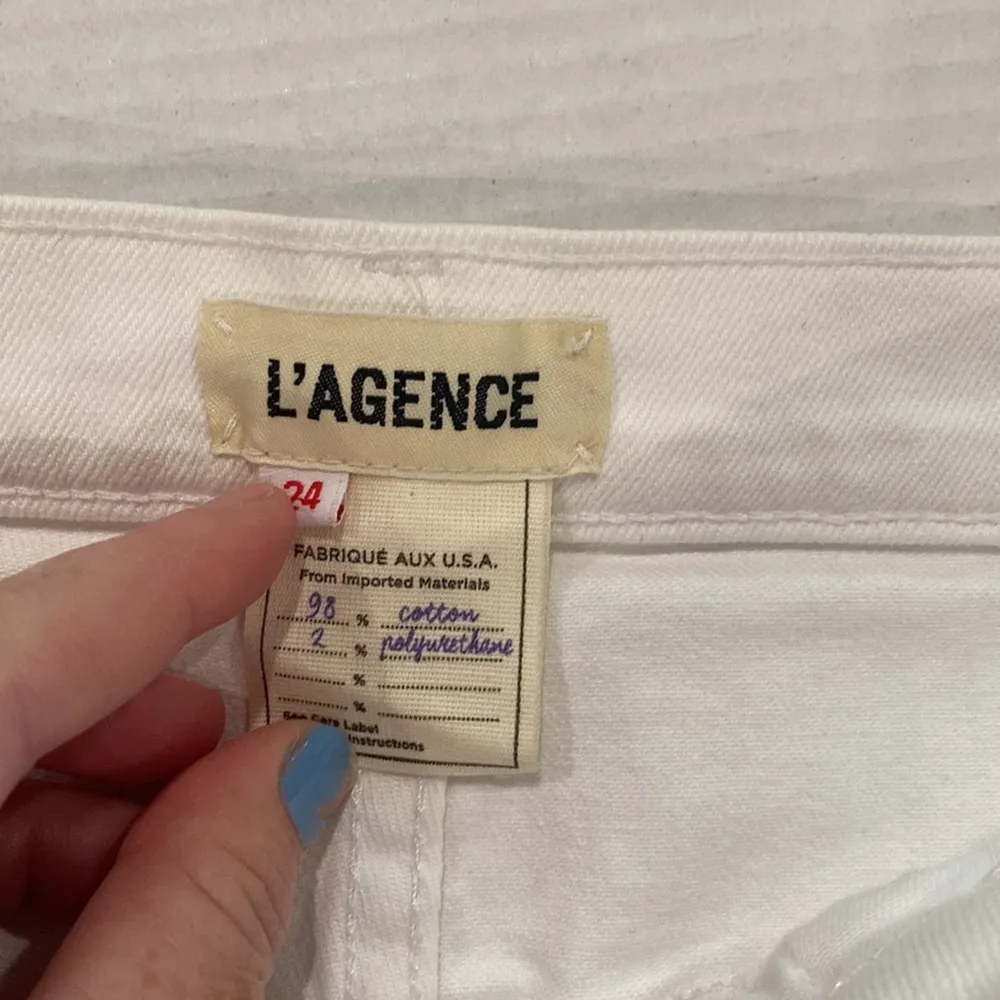 L'AGENCE
24
FABRIQUÉ AUX U.S.A.
From Imported Materials
98 % cotton
2 % polyurethane
%
%
See Care Label
Instructions